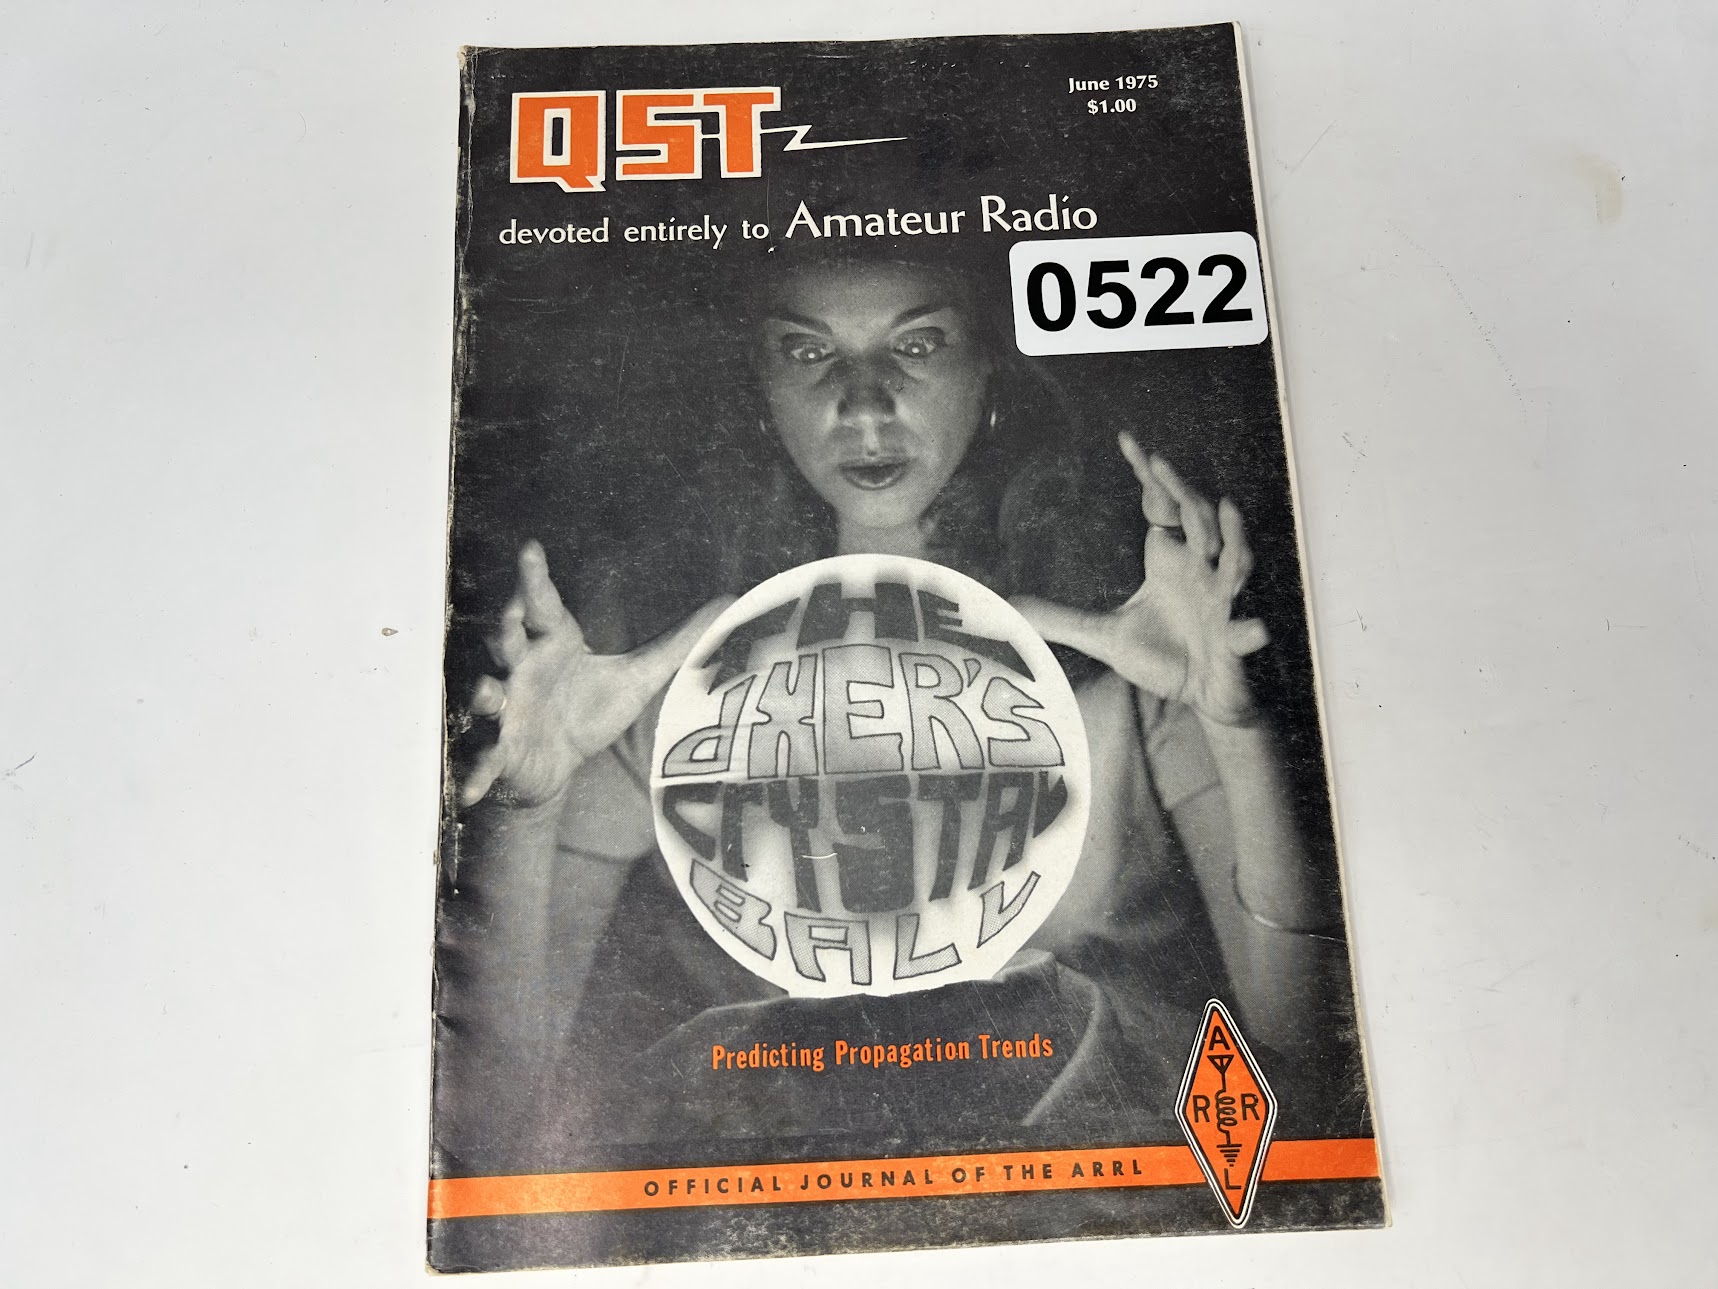 QST
June 1975
$1.00
devoted entirely to Amateur Radio
0522
THE
dXER'S
CrYSTAL
BALL
Predicting Propagation Trends
A
R R
L
OFFICIAL JOURNAL OF THE ARRL